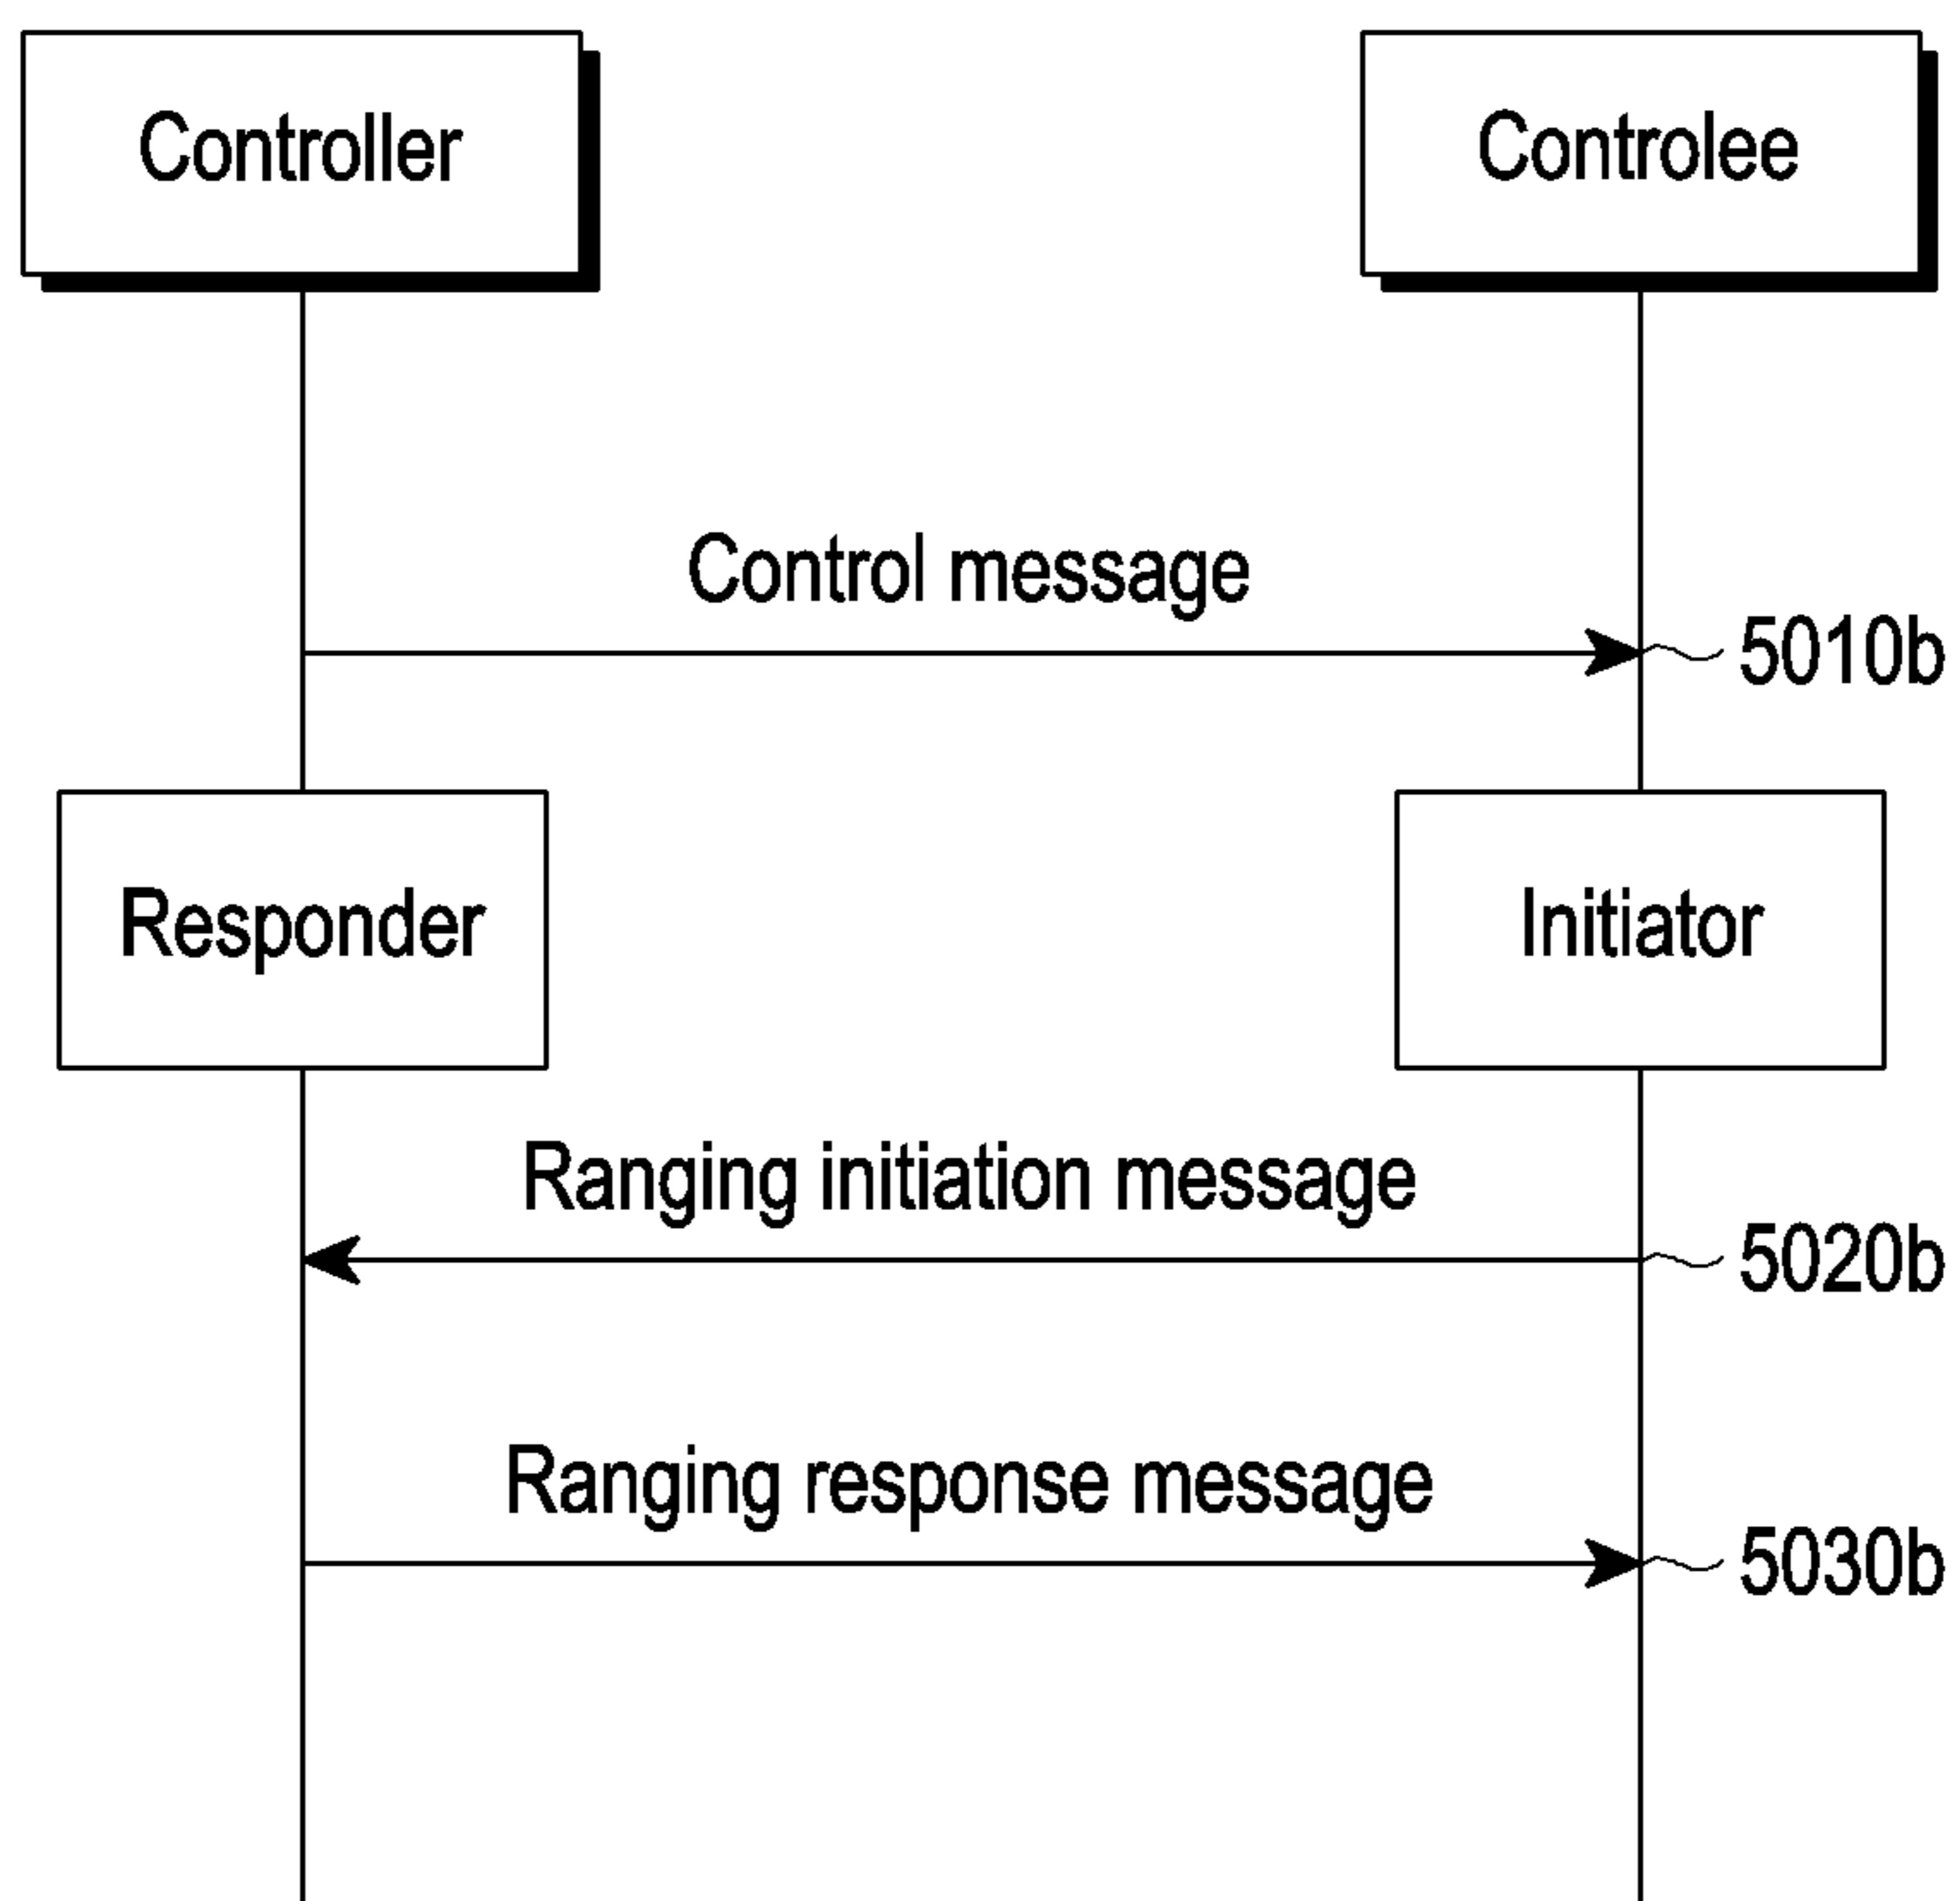 Controller
Controlee
Control message
5010b
Responder
Initiator
Ranging initiation message
5020b
Ranging response message
5030b